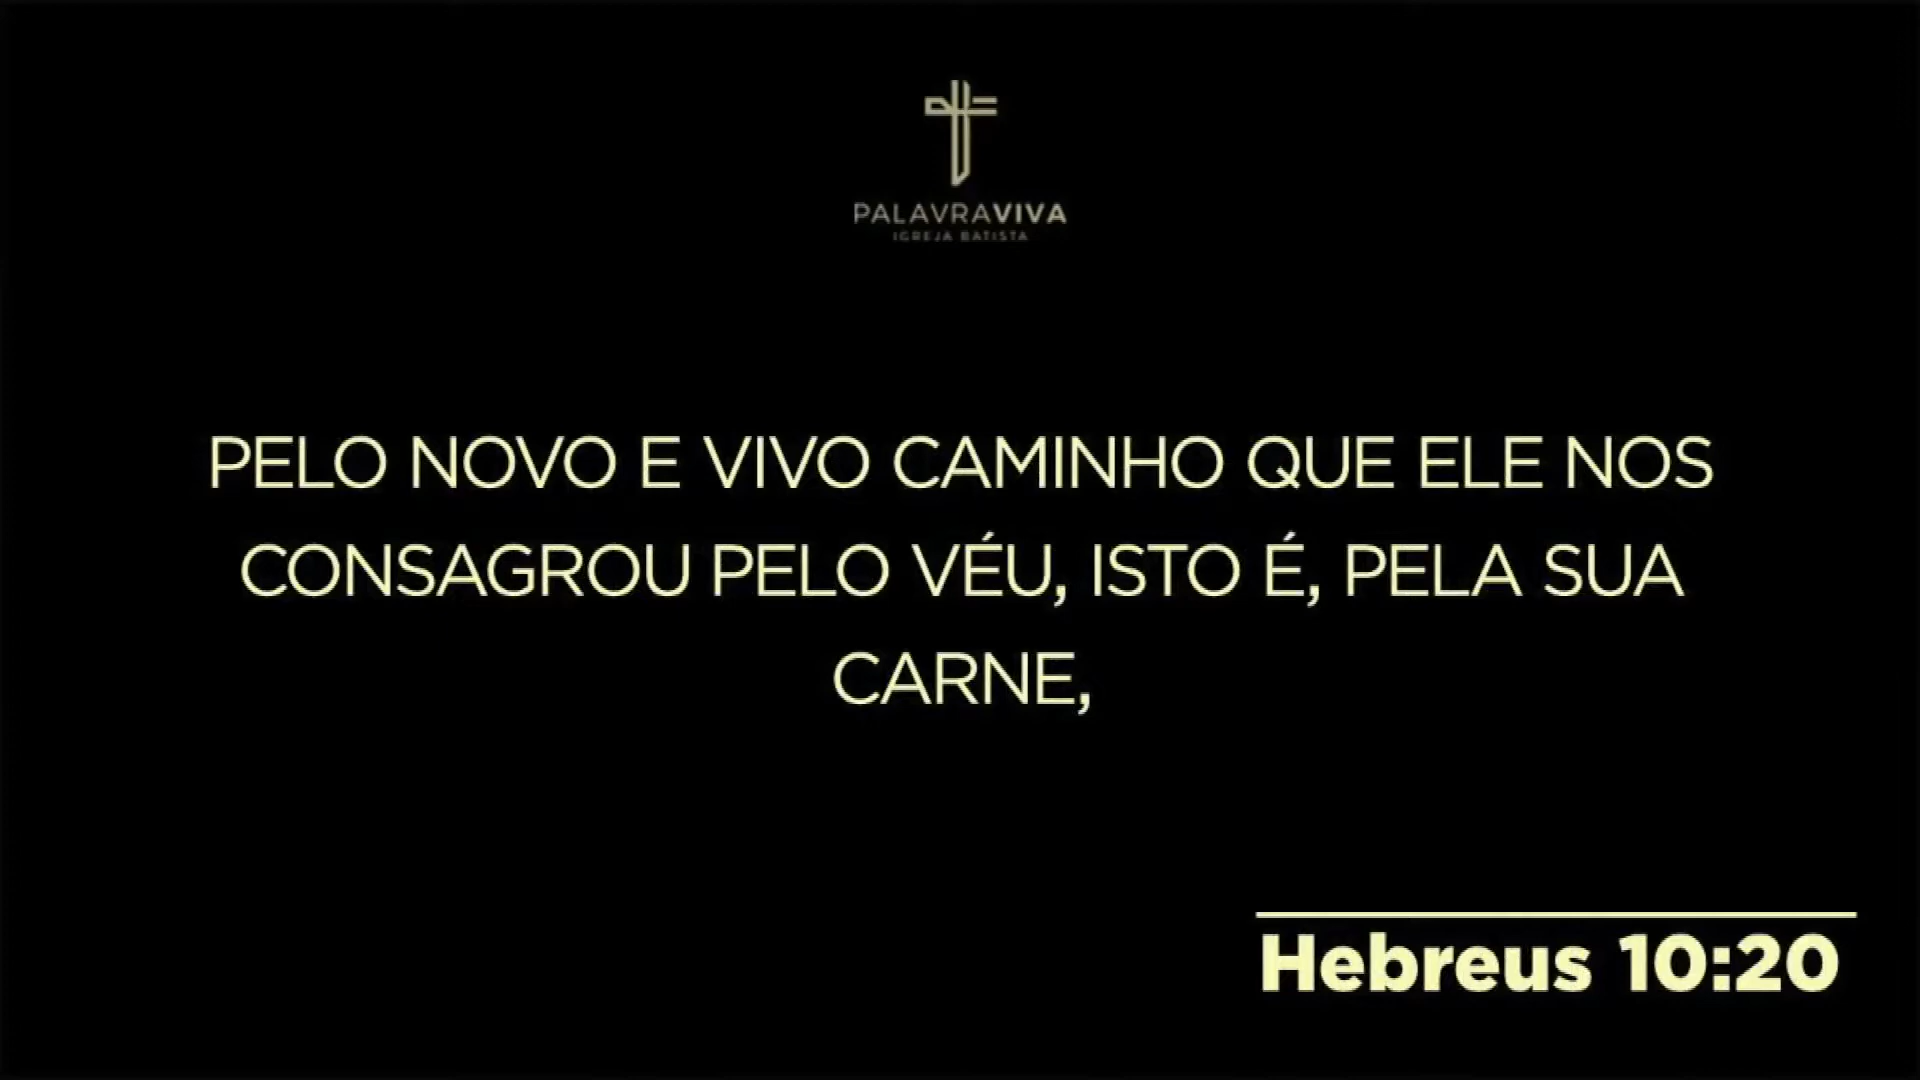 PALAVRAVIVA
IGREJA BATISTA
PELO NOVO E VIVO CAMINHO QUE ELE NOS
CONSAGROU PELO VÉU, ISTO É, PELA SUA
CARNE,
Hebreus 10:20